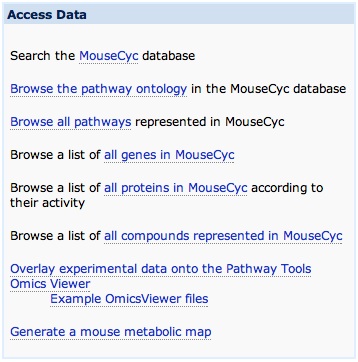 Access Data
Search the MouseCyc database
Browse the pathway ontology in the MouseCyc database
Browse all pathways represented in MouseCyc
Browse a list of all genes in MouseCyc
Browse a list of all proteins in MouseCyc according to
their activity
Browse a list of all compounds represented in MouseCyc
Overlay experimental data onto the Pathway Tools
Omics Viewer
Example OmicsViewer files
Generate a mouse metabolic map